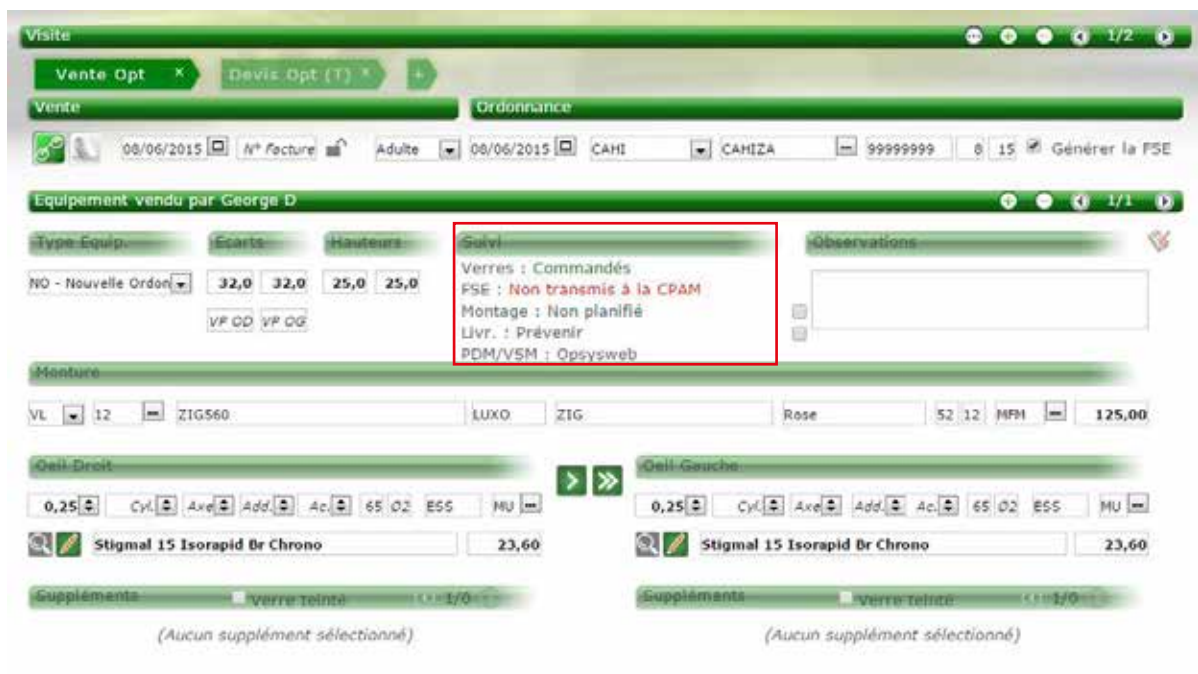 Visite 1/2
Vente Opt × Devis Opt (T) × +
Vente Ordonnance
08/06/2015 N° Facture Adulte 08/06/2015 CAHI CAHIZA 99999999 8 15 Générer la FSE
Equipement vendu par George D 1/1
Type Equip. Ecarts Hauteurs Suivi Observations
Verres : Commandés
NO - Nouvelle Ordon 32,0 32,0 25,0 25,0
FSE : Non transmis à la CPAM
Montage : Non planifié
VP OD VP OG
Livr. : Prévenir
PDM/VSM : Opsysweb
Monture
VL 12 ZIG560 LUXO ZIG Rose 52 12 MFM 125,00
Oeil Droit Oeil Gauche
0,25 Cyl. Axe Add. Ac. 65 02 ESS MU 0,25 Cyl. Axe Add. Ac. 65 02 ESS MU
Stigmal 15 Isorapid Br Chrono 23,60 Stigmal 15 Isorapid Br Chrono 23,60
Suppléments Verre Teinté 1/0 Suppléments Verre Teinté 1/0
(Aucun supplément sélectionné) (Aucun supplément sélectionné)